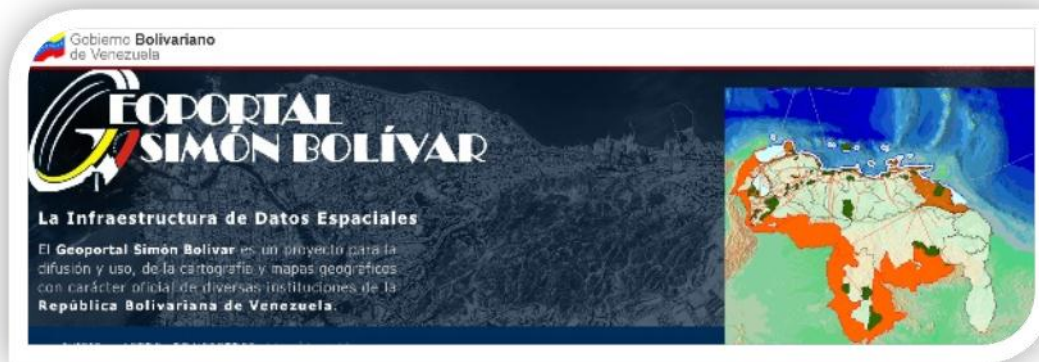 Gobierno Bolivariano
de Venezuela
GEOPORTAL
SIMÓN BOLÍVAR
La Infraestructura de Datos Espaciales
El Geoportal Simón Bolívar es un proyecto para la
difusión y uso, de la cartografía y mapas geográficos
con carácter oficial de diversas instituciones de la
República Bolivariana de Venezuela.